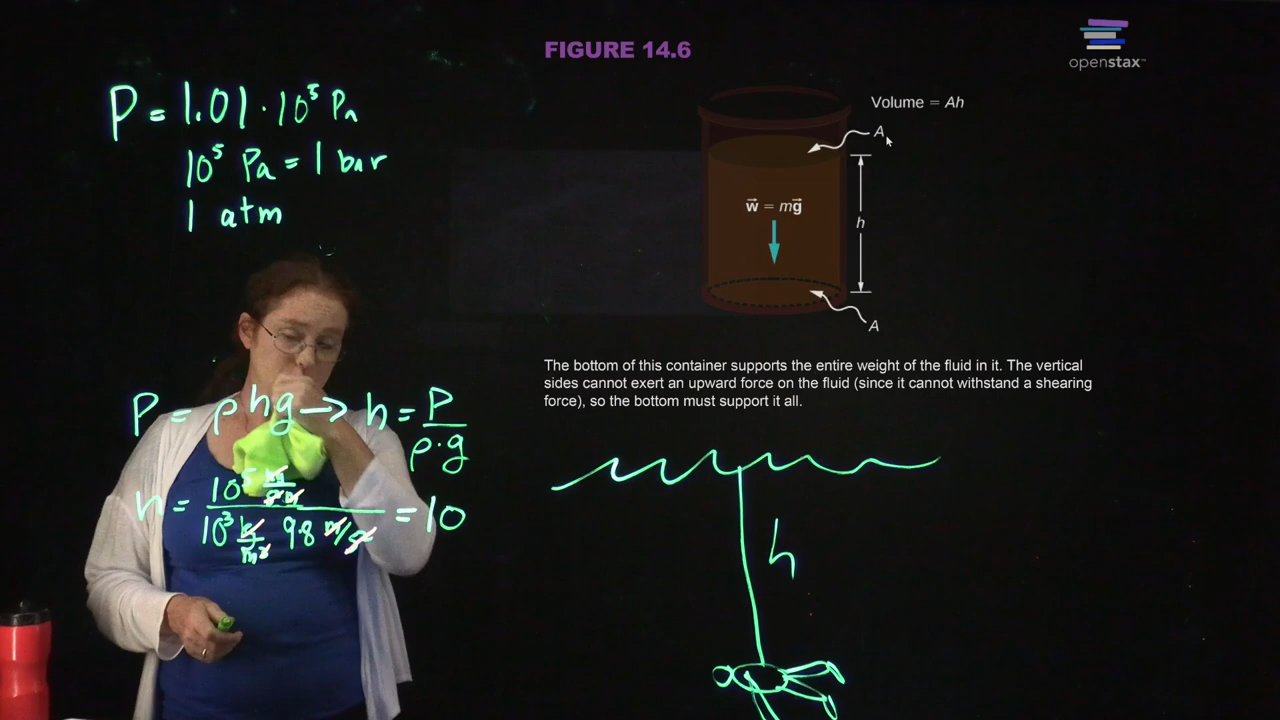 FIGURE 14.6
openstax™
P = 1.01 · 10⁵ Pa
10⁵ Pa = 1 bar
1 atm
Volume = Ah
A
w⃗ = mg⃗
h
A
The bottom of this container supports the entire weight of the fluid in it. The vertical
sides cannot exert an upward force on the fluid (since it cannot withstand a shearing
force), so the bottom must support it all.
P = ρhg → h = P / ρ·g
h = 10⁵ / 10³ 9.8 m/s² = 10
h